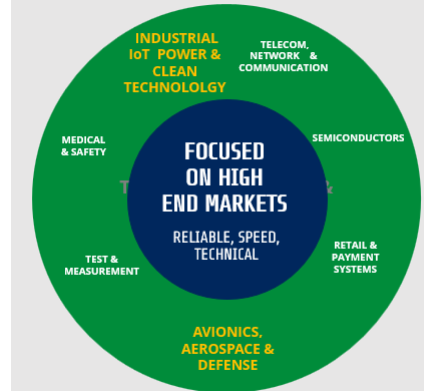 INDUSTRIAL
IoT POWER &
CLEAN
TECHNOLOLGY
TELECOM,
NETWORK &
COMMUNICATION
MEDICAL
& SAFETY
SEMICONDUCTORS
FOCUSED
ON HIGH
END MARKETS
RELIABLE, SPEED,
TECHNICAL
T
&
TEST &
MEASUREMENT
RETAIL &
PAYMENT
SYSTEMS
AVIONICS,
AEROSPACE &
DEFENSE